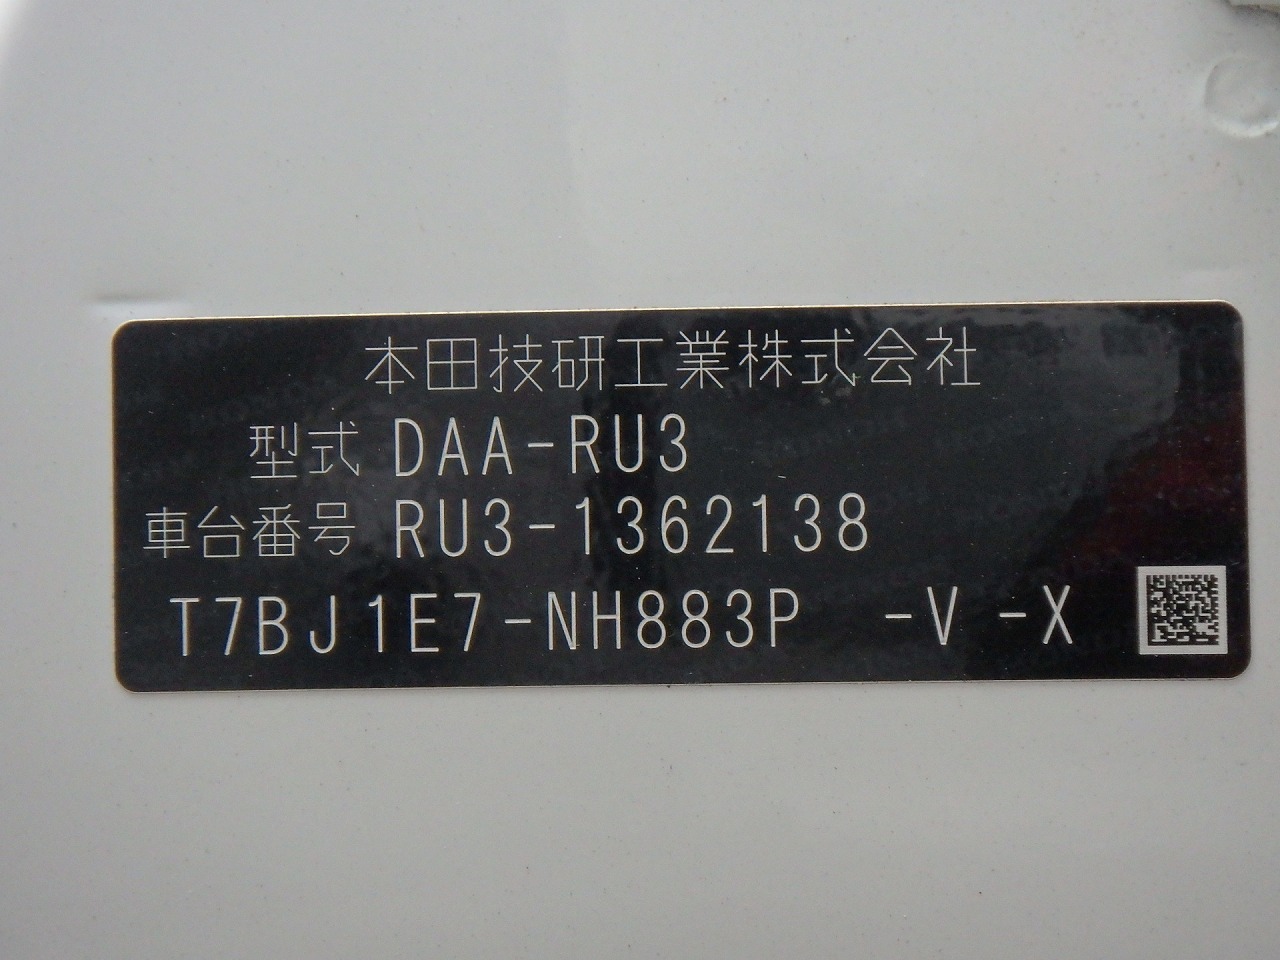 本田技研工業株式会社
型式 DAA-RU3
車台番号 RU3-1362138
T7BJ1E7-NH883P -V -X